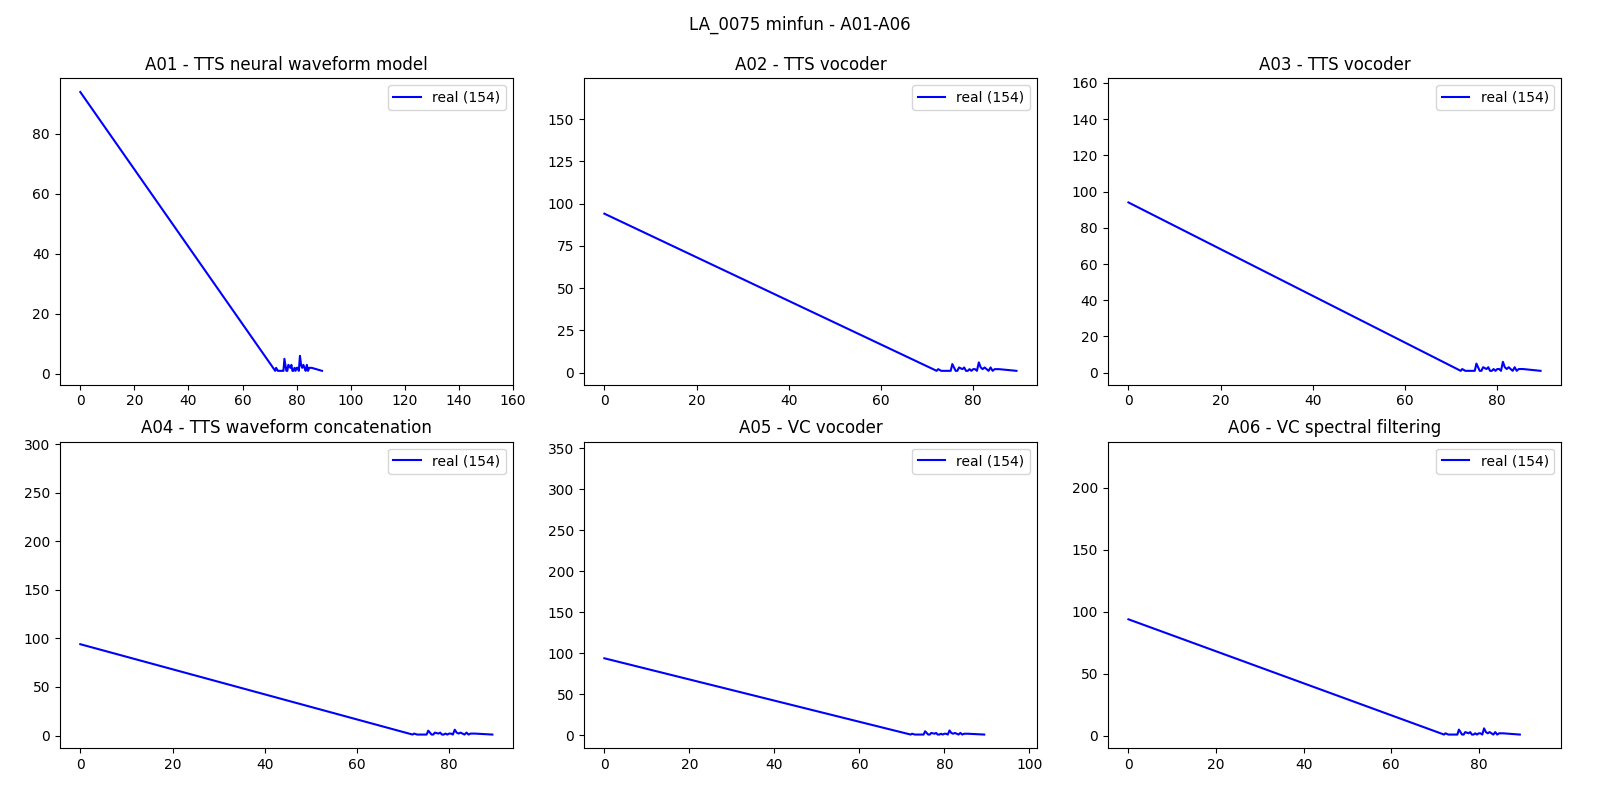 LA_0075 minfun - A01-A06
A01 - TTS neural waveform model
real (154)
80
60
40
20
0
0 20 40 60 80 100 120 140 160
A02 - TTS vocoder
real (154)
150
125
100
75
50
25
0
0 20 40 60 80
A03 - TTS vocoder
real (154)
160
140
120
100
80
60
40
20
0
0 20 40 60 80
A04 - TTS waveform concatenation
real (154)
300
250
200
150
100
50
0
0 20 40 60 80
A05 - VC vocoder
real (154)
350
300
250
200
150
100
50
0
0 20 40 60 80 100
A06 - VC spectral filtering
real (154)
200
150
100
50
0
0 20 40 60 80